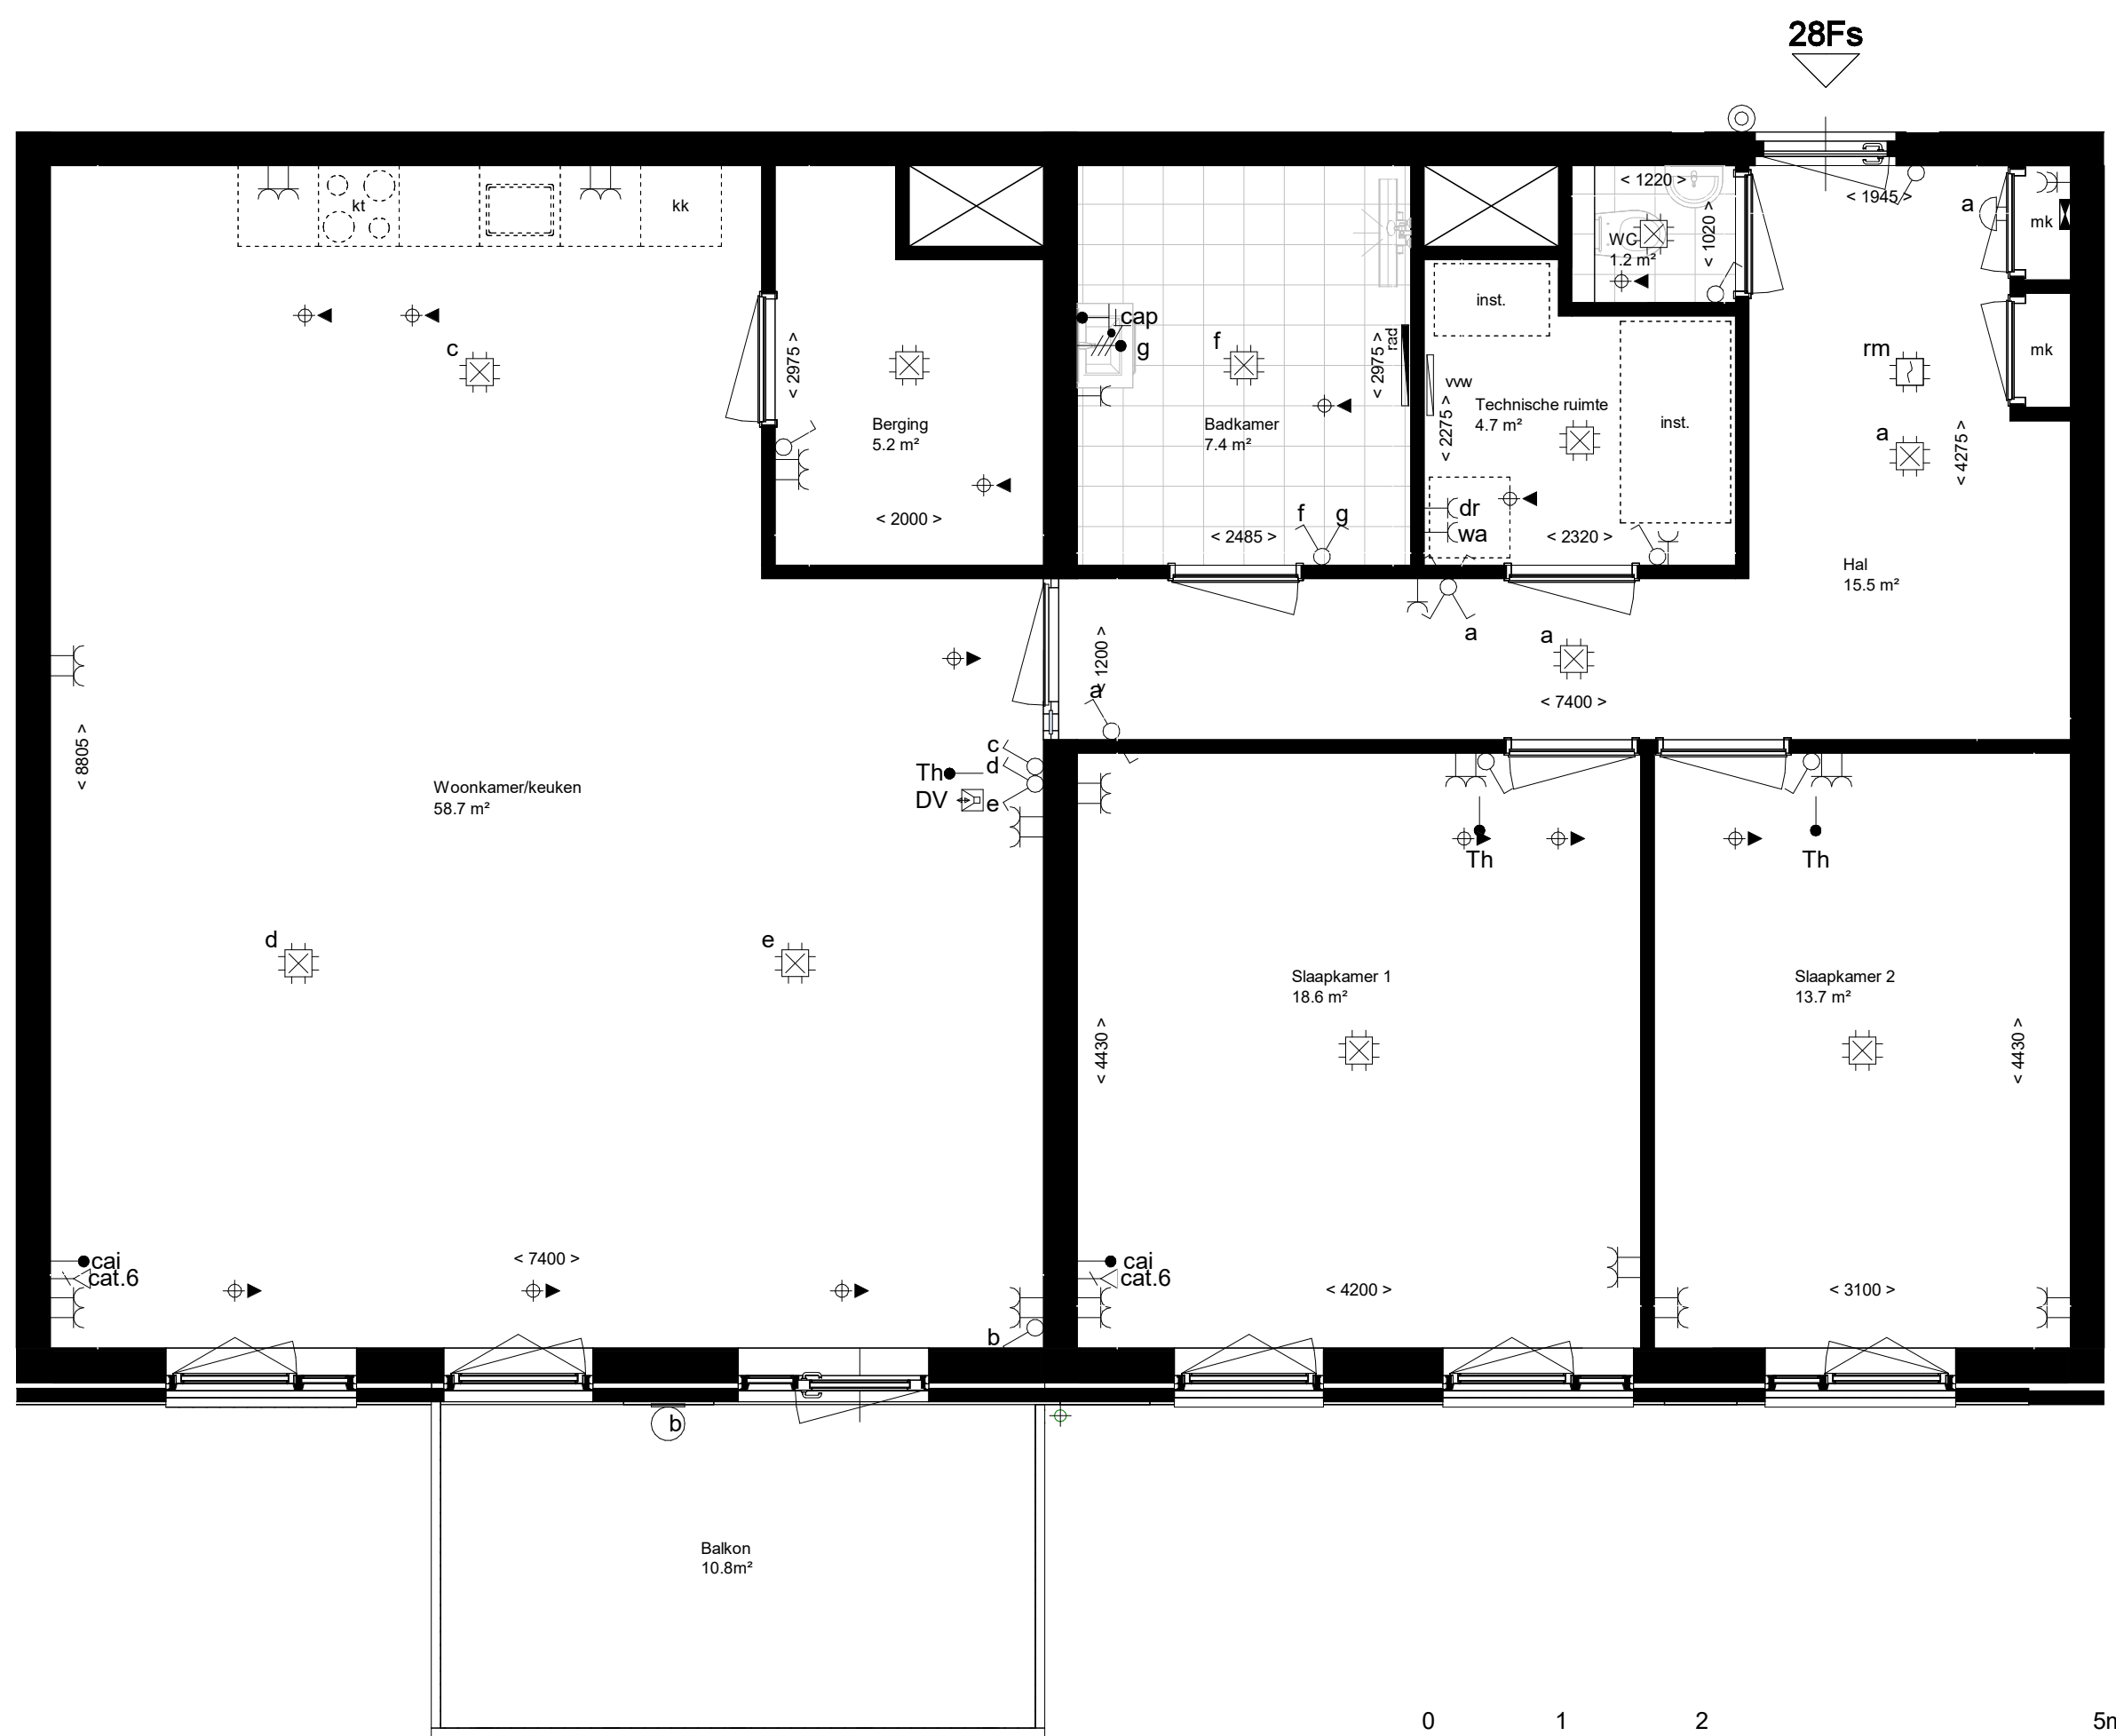 28Fs
kt
kk
< 1220 >
< 1945 >
a
mk
WC
1.2 m²
< 1020 >
inst.
cap
g
c
f
rad
< 2975 >
< 2975 >
rm
mk
vvw
Technische ruimte
4.7 m²
< 2275 >
inst.
Berging
5.2 m²
Badkamer
7.4 m²
a
< 4275 >
dr
wa
f g
< 2000 >
< 2485 >
< 2320 >
Hal
15.5 m²
< 1200 >
a
a
a
< 7400 >
< 8805 >
c
d
Th
DV
e
Woonkamer/keuken
58.7 m²
Th
Th
d
e
Slaapkamer 1
18.6 m²
Slaapkamer 2
13.7 m²
< 4430 >
< 4430 >
cai
cat.6
< 7400 >
cai
cat.6
< 4200 >
< 3100 >
b
b
Balkon
10.8m²
0 1 2